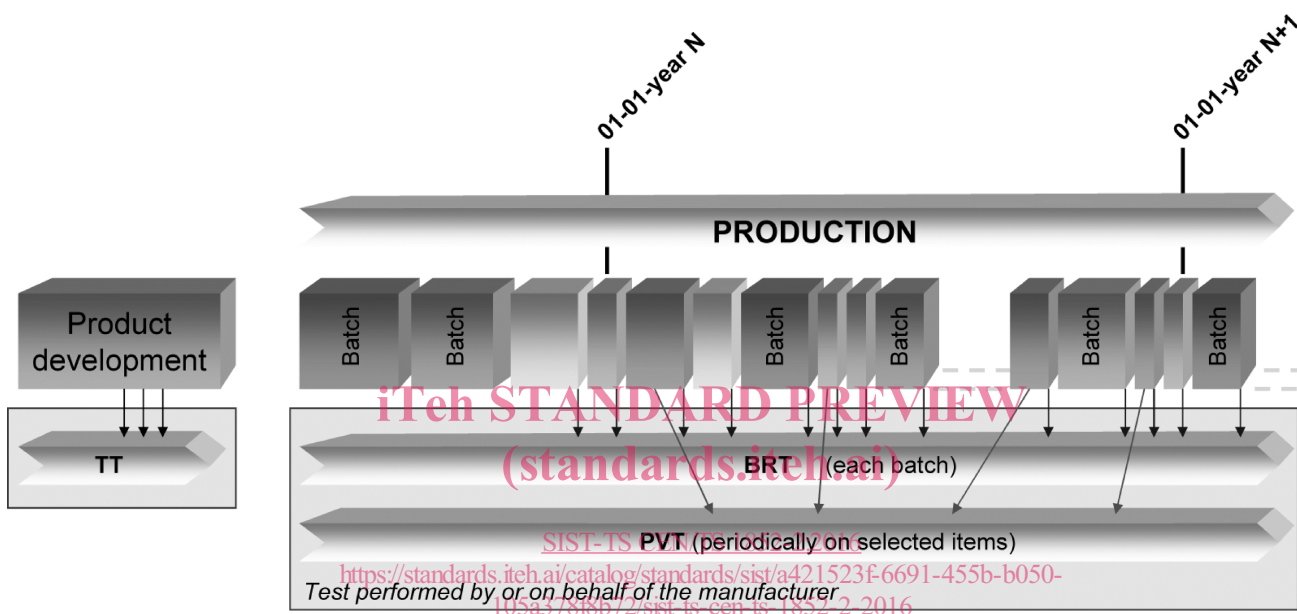 01-01-year N
01-01-year N+1
PRODUCTION
Product
development
Batch
Batch
Batch
Batch
Batch
Batch
iTeh STANDARD PREVIEW
(standards.iteh.ai)
TT
BRT (each batch)
SIST-TS CEN/TS 1852-2:2016
PVT (periodically on selected items)
https://standards.iteh.ai/catalog/standards/sist/a421523f-6691-455b-b050-
Test performed by or on behalf of the manufacturer
105a378f8b72/sist-ts-cen-ts-1852-2-2016